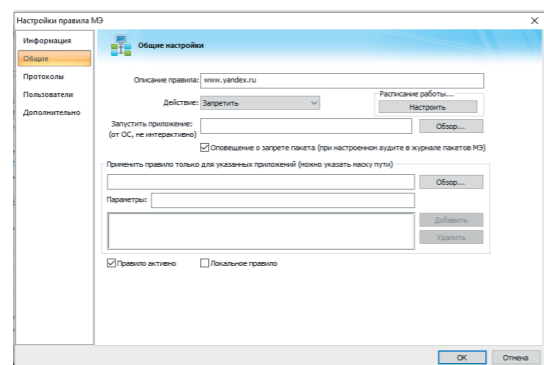 Настройки правила МЭ
Информация
Общие
Протоколы
Пользователи
Дополнительно
Общие настройки
Описание правила: www.yandex.ru
Действие: Запретить
Расписание работы...
Настроить
Запустить приложение:
(от ОС, не интерактивно)
Обзор...
Оповещение о запрете пакета (при настроенном аудите в журнале пакетов МЭ)
Применить правило только для указанных приложений (можно указать маску пути)
Обзор...
Параметры:
Добавить
Удалить
Правило активно
Локальное правило
OK
Отмена